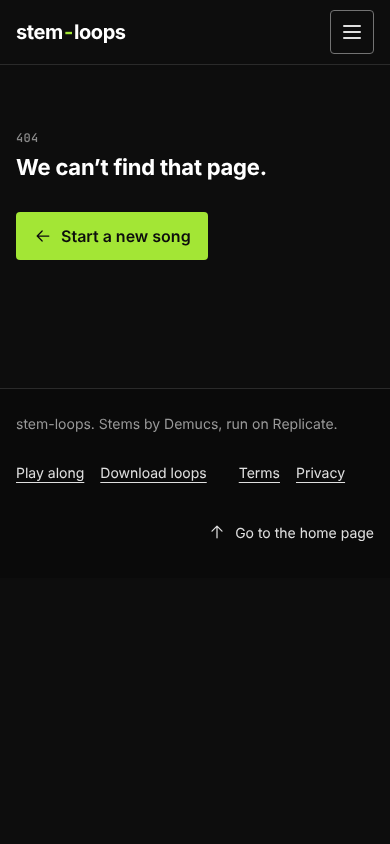 stem-loops
404
We can’t find that page.
← Start a new song
stem-loops. Stems by Demucs, run on Replicate.
Play along Download loops Terms Privacy
↑ Go to the home page